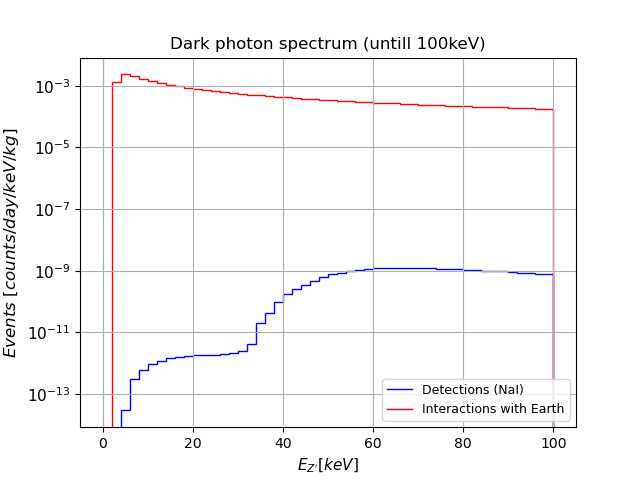 Dark photon spectrum (untill 100keV)
Events [counts/day/keV/kg]
10⁻³
10⁻⁵
10⁻⁷
10⁻⁹
10⁻¹¹
10⁻¹³
Detections (NaI)
Interactions with Earth
0 20 40 60 80 100
E_{Z'}[keV]